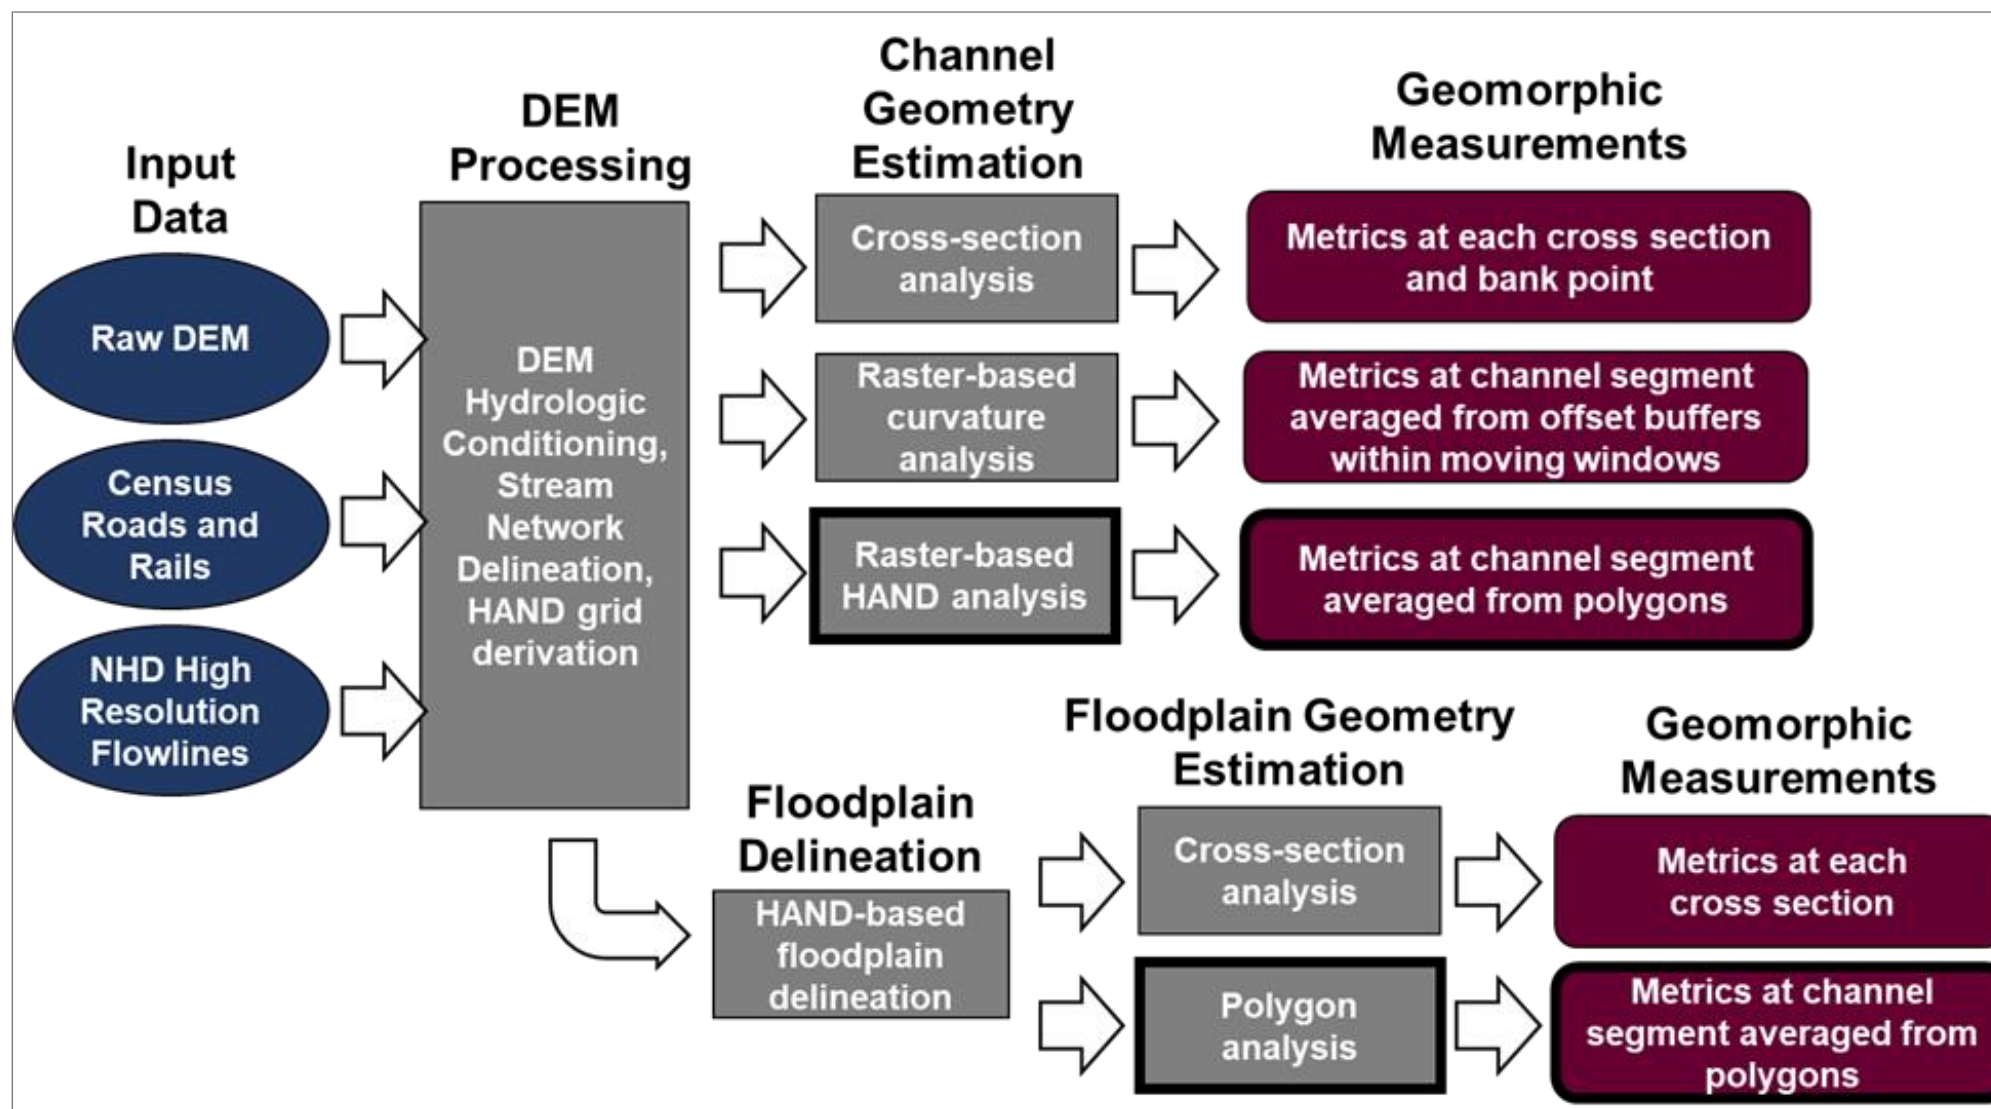 Input
Data
Raw DEM
Census
Roads and
Rails
NHD High
Resolution
Flowlines
DEM
Processing
DEM
Hydrologic
Conditioning,
Stream
Network
Delineation,
HAND grid
derivation
Channel
Geometry
Estimation
Cross-section
analysis
Raster-based
curvature
analysis
Raster-based
HAND analysis
Geomorphic
Measurements
Metrics at each cross section
and bank point
Metrics at channel segment
averaged from offset buffers
within moving windows
Metrics at channel segment
averaged from polygons
Floodplain
Delineation
HAND-based
floodplain
delineation
Floodplain Geometry
Estimation
Cross-section
analysis
Polygon
analysis
Geomorphic
Measurements
Metrics at each
cross section
Metrics at channel
segment averaged from
polygons